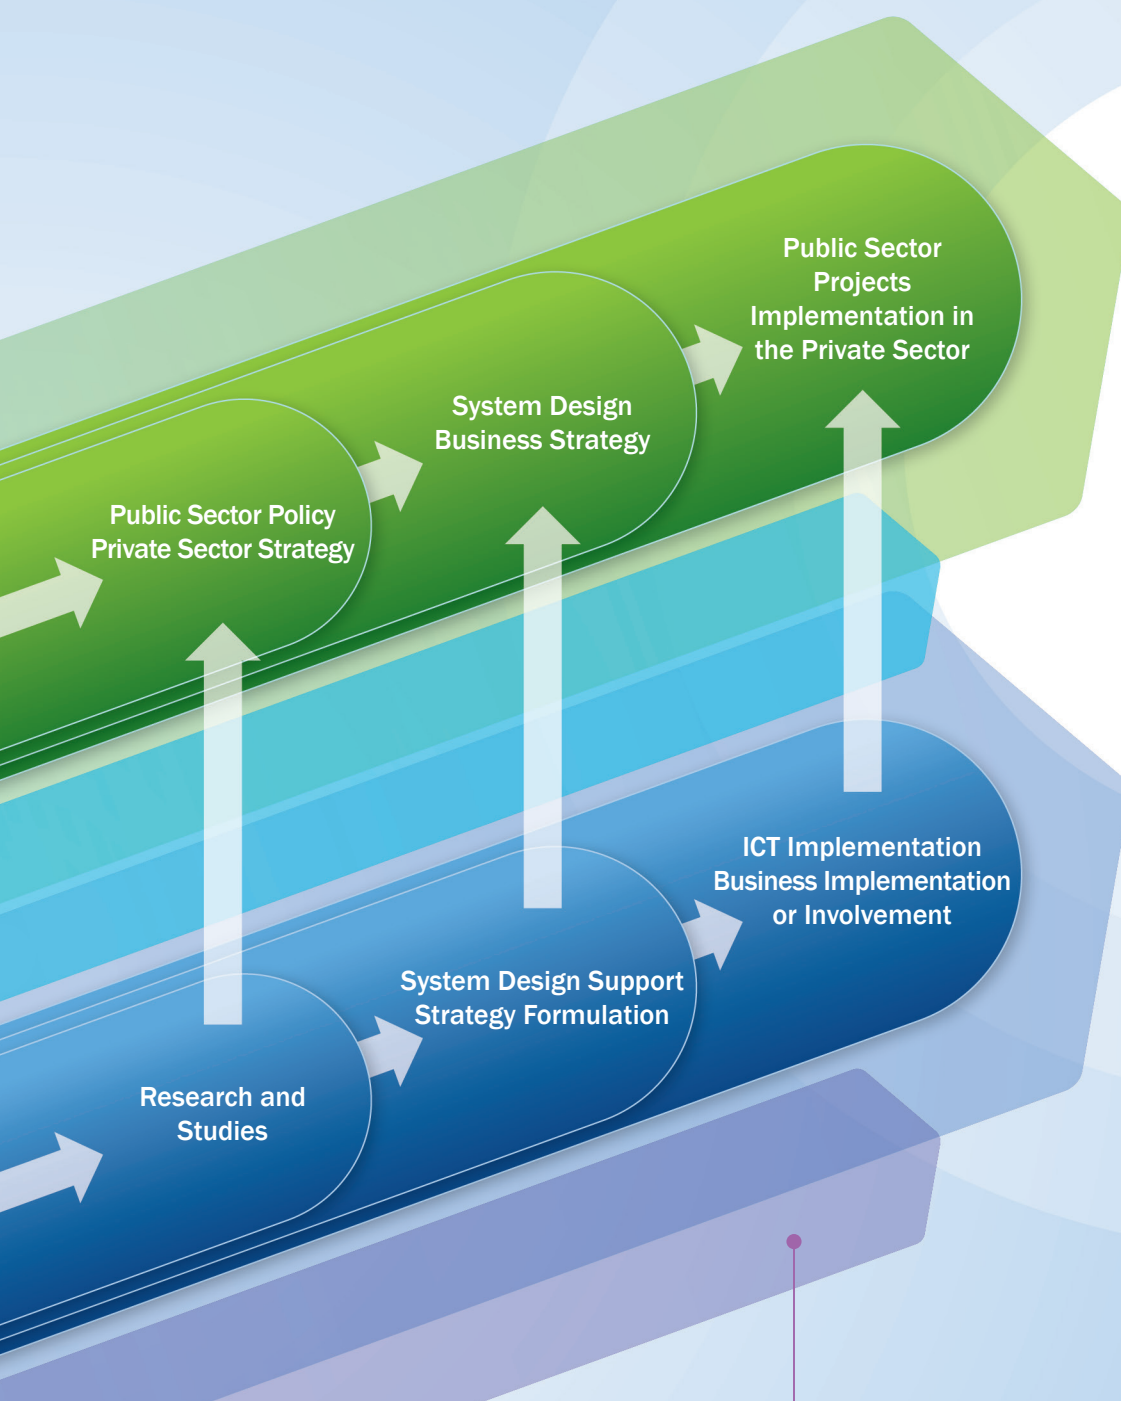 Public Sector
Projects
Implementation in
the Private Sector
System Design
Business Strategy
Public Sector Policy
Private Sector Strategy
ICT Implementation
Business Implementation
or Involvement
System Design Support
Strategy Formulation
Research and
Studies